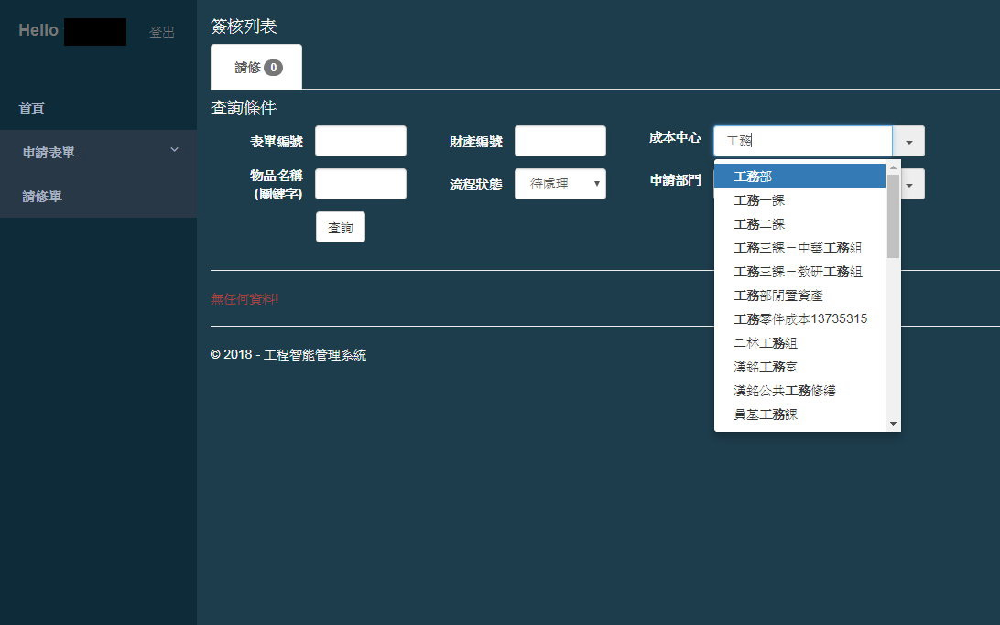 Hello 登出
首頁
申請表單
請修單
簽核列表
請修 0
查詢條件
表單編號 財產編號 成本中心 工務
物品名稱
(關鍵字) 流程狀態 待處理 申請部門
查詢
工務部
工務一課
工務二課
工務三課－中華工務組
工務三課－教研工務組
工務部閒置資產
工務零件成本13735315
二林工務組
漢銘工務室
漢銘公共工務修繕
員基工務課
無任何資料!
© 2018 - 工程智能管理系統